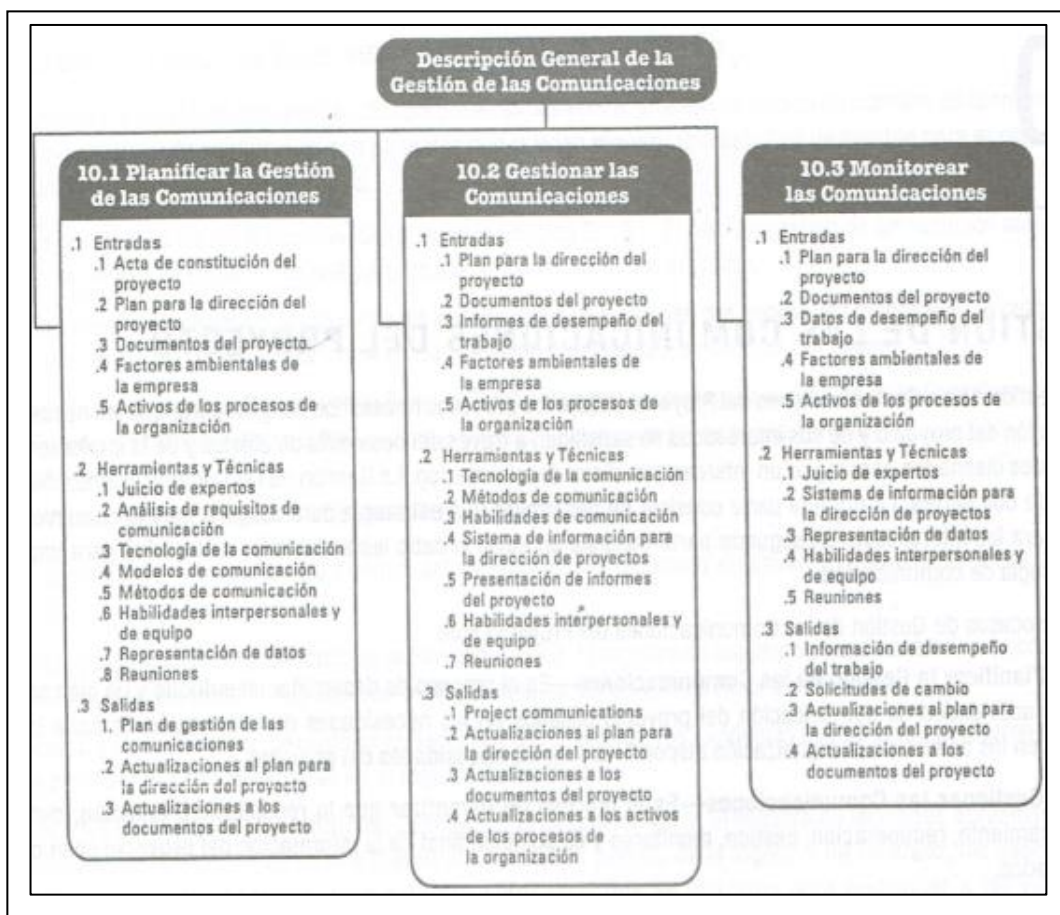 Descripción General de la
Gestión de las Comunicaciones
10.1 Planificar la Gestión
de las Comunicaciones
.1 Entradas
.1 Acta de constitución del
proyecto
.2 Plan para la dirección del
proyecto
.3 Documentos del proyecto
.4 Factores ambientales de
la empresa
.5 Activos de los procesos de
la organización
.2 Herramientas y Técnicas
.1 Juicio de expertos
.2 Análisis de requisitos de
comunicación
.3 Tecnología de la comunicación
.4 Modelos de comunicación
.5 Métodos de comunicación
.6 Habilidades interpersonales y
de equipo
.7 Representación de datos
.8 Reuniones
.3 Salidas
1. Plan de gestión de las
comunicaciones
.2 Actualizaciones al plan para
la dirección del proyecto
.3 Actualizaciones a los
documentos del proyecto
10.2 Gestionar las
Comunicaciones
.1 Entradas
.1 Plan para la dirección del
proyecto
.2 Documentos del proyecto
.3 Informes de desempeño del
trabajo
.4 Factores ambientales de
la empresa
.5 Activos de los procesos de
la organización
.2 Herramientas y Técnicas
.1 Tecnología de la comunicación
.2 Métodos de comunicación
.3 Habilidades de comunicación
.4 Sistema de información para
la dirección de proyectos
.5 Presentación de informes
del proyecto
.6 Habilidades interpersonales y
de equipo
.7 Reuniones
.3 Salidas
.1 Project communications
.2 Actualizaciones al plan para
la dirección del proyecto
.3 Actualizaciones a los
documentos del proyecto
.4 Actualizaciones a los activos
de los procesos de
la organización
10.3 Monitorear
las Comunicaciones
.1 Entradas
.1 Plan para la dirección del
proyecto
.2 Documentos del proyecto
.3 Datos de desempeño del
trabajo
.4 Factores ambientales de
la empresa
.5 Activos de los procesos de
la organización
.2 Herramientas y Técnicas
.1 Juicio de expertos
.2 Sistema de información para
la dirección de proyectos
.3 Representación de datos
.4 Habilidades interpersonales y
de equipo
.5 Reuniones
.3 Salidas
.1 Información de desempeño
del trabajo
.2 Solicitudes de cambio
.3 Actualizaciones al plan para
la dirección del proyecto
.4 Actualizaciones a los
documentos del proyecto